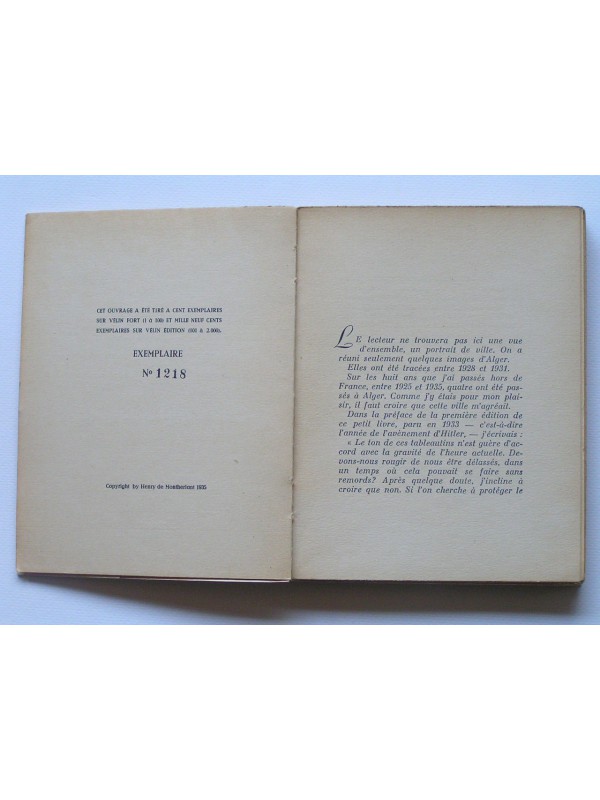 CET OUVRAGE A ÉTÉ TIRÉ A CENT EXEMPLAIRES
SUR VÉLIN FORT (1 à 100) ET MILLE NEUF CENTS
EXEMPLAIRES SUR VÉLIN ÉDITION (101 à 2.000).
EXEMPLAIRE
No 1218
Copyright by Henry de Montherlant
LE lecteur ne trouvera pas ici une vue
d'ensemble, un portrait de ville. On a
réuni seulement quelques images d'Alger.
Elles ont été tracées entre 1928 et 1931.
Sur les huit ans que j'ai passés hors de
France, entre 1925 et 1935, quatre ont été pas-
sés à Alger. Comme j'y étais pour mon plai-
sir, il faut croire que cette ville m'agréait.
Dans la préface de la première édition de
ce petit livre, paru en 1933 — c'est-à-dire
l'année de l'avènement d'Hitler, — j'écrivais :
« Le ton de ces tableautins n'est guère d'ac-
cord avec la gravité de l'heure actuelle. De-
vons-nous rougir de nous être délassés, dans
un temps où cela pouvait se faire sans
remords? Après quelque doute, j'incline à
croire que non. Si l'on cherche à protéger le